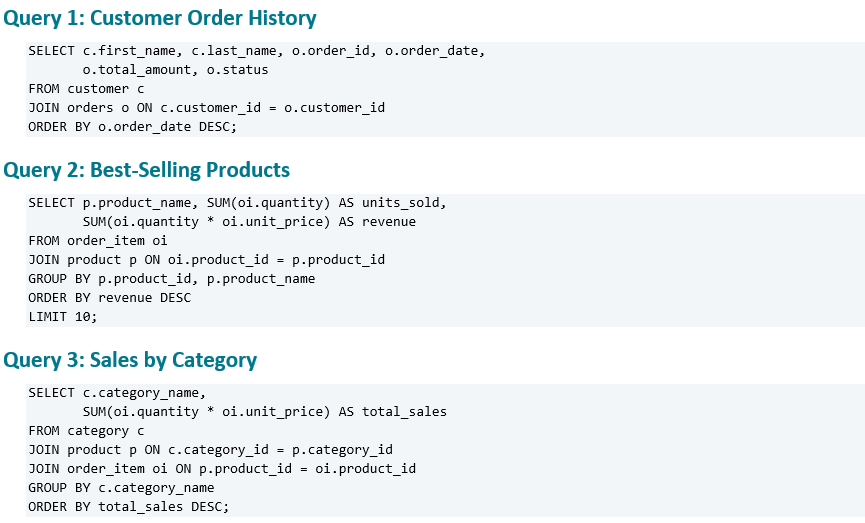 Query 1: Customer Order History
SELECT c.first_name, c.last_name, o.order_id, o.order_date,
       o.total_amount, o.status
FROM customer c
JOIN orders o ON c.customer_id = o.customer_id
ORDER BY o.order_date DESC;
Query 2: Best-Selling Products
SELECT p.product_name, SUM(oi.quantity) AS units_sold,
       SUM(oi.quantity * oi.unit_price) AS revenue
FROM order_item oi
JOIN product p ON oi.product_id = p.product_id
GROUP BY p.product_id, p.product_name
ORDER BY revenue DESC
LIMIT 10;
Query 3: Sales by Category
SELECT c.category_name,
       SUM(oi.quantity * oi.unit_price) AS total_sales
FROM category c
JOIN product p ON c.category_id = p.category_id
JOIN order_item oi ON p.product_id = oi.product_id
GROUP BY c.category_name
ORDER BY total_sales DESC;